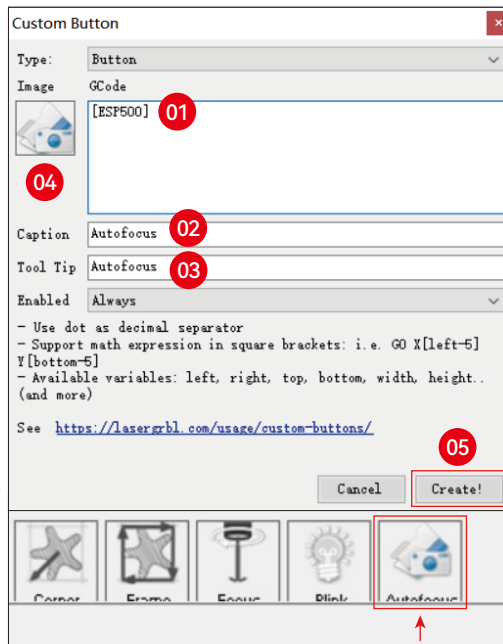 Custom Button
Type: Button
Image GCode
[ESP500] 01
04
Caption Autofocus 02
Tool Tip Autofocus 03
Enabled Always
- Use dot as decimal separator
- Support math expression in square brackets: i.e. G0 X[left-5]
Y[bottom-5]
- Available variables: left, right, top, bottom, width, height..
(and more)
See https://lasergrbl.com/usage/custom-buttons/
05
Cancel Create!
Corner Frame Focus Blink Autofocus